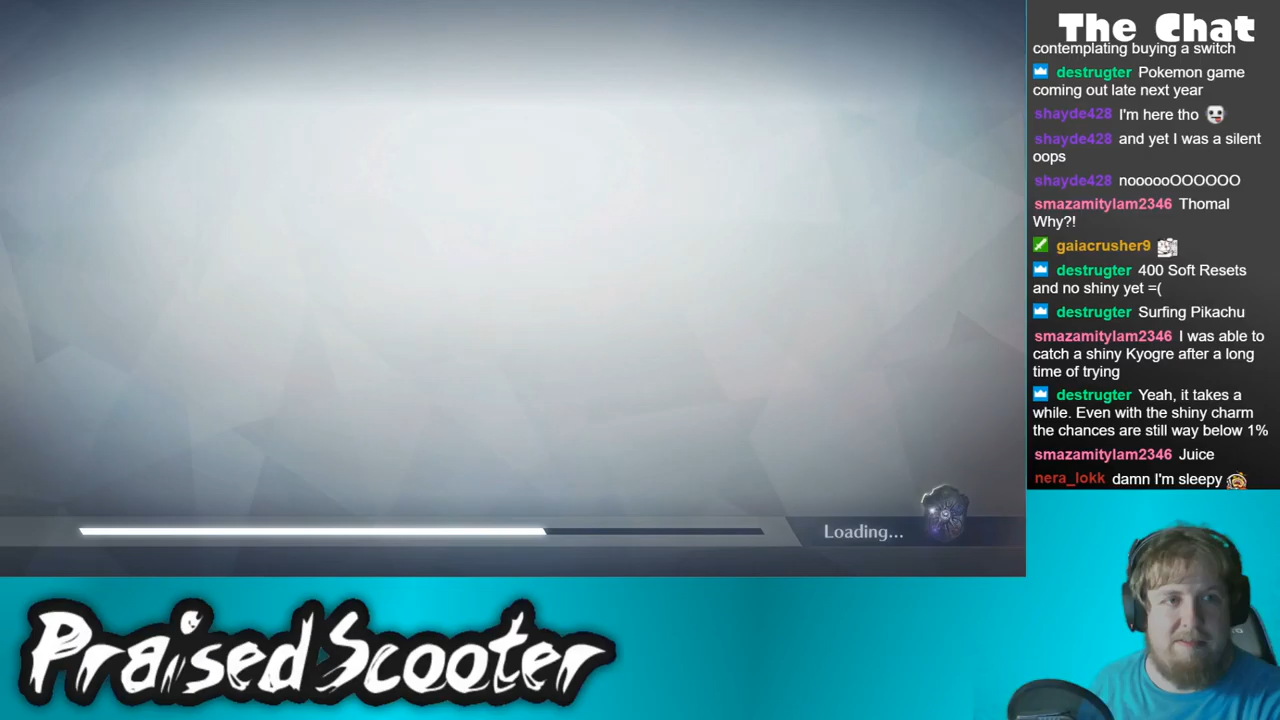 The Chat
contemplating buying a switch
destrugter Pokemon game
coming out late next year
shayde428 I'm here tho
shayde428 and yet I was a silent
oops
shayde428 nooooOOOOOO
smazamitylam2346 Thomal
Why?!
gaiacrusher9
destrugter 400 Soft Resets
and no shiny yet =(
destrugter Surfing Pikachu
smazamitylam2346 I was able to
catch a shiny Kyogre after a long
time of trying
destrugter Yeah, it takes a
while. Even with the shiny charm
the chances are still way below 1%
smazamitylam2346 Juice
nera_lokk damn I'm sleepy
Loading...
PraisedScooter